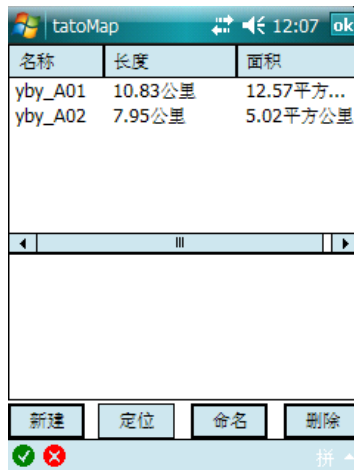 tatoMap 12:07 ok
名称 长度 面积
yby_A01 10.83公里 12.57平方...
yby_A02 7.95公里 5.02平方公里
新建 定位 命名 删除
拼